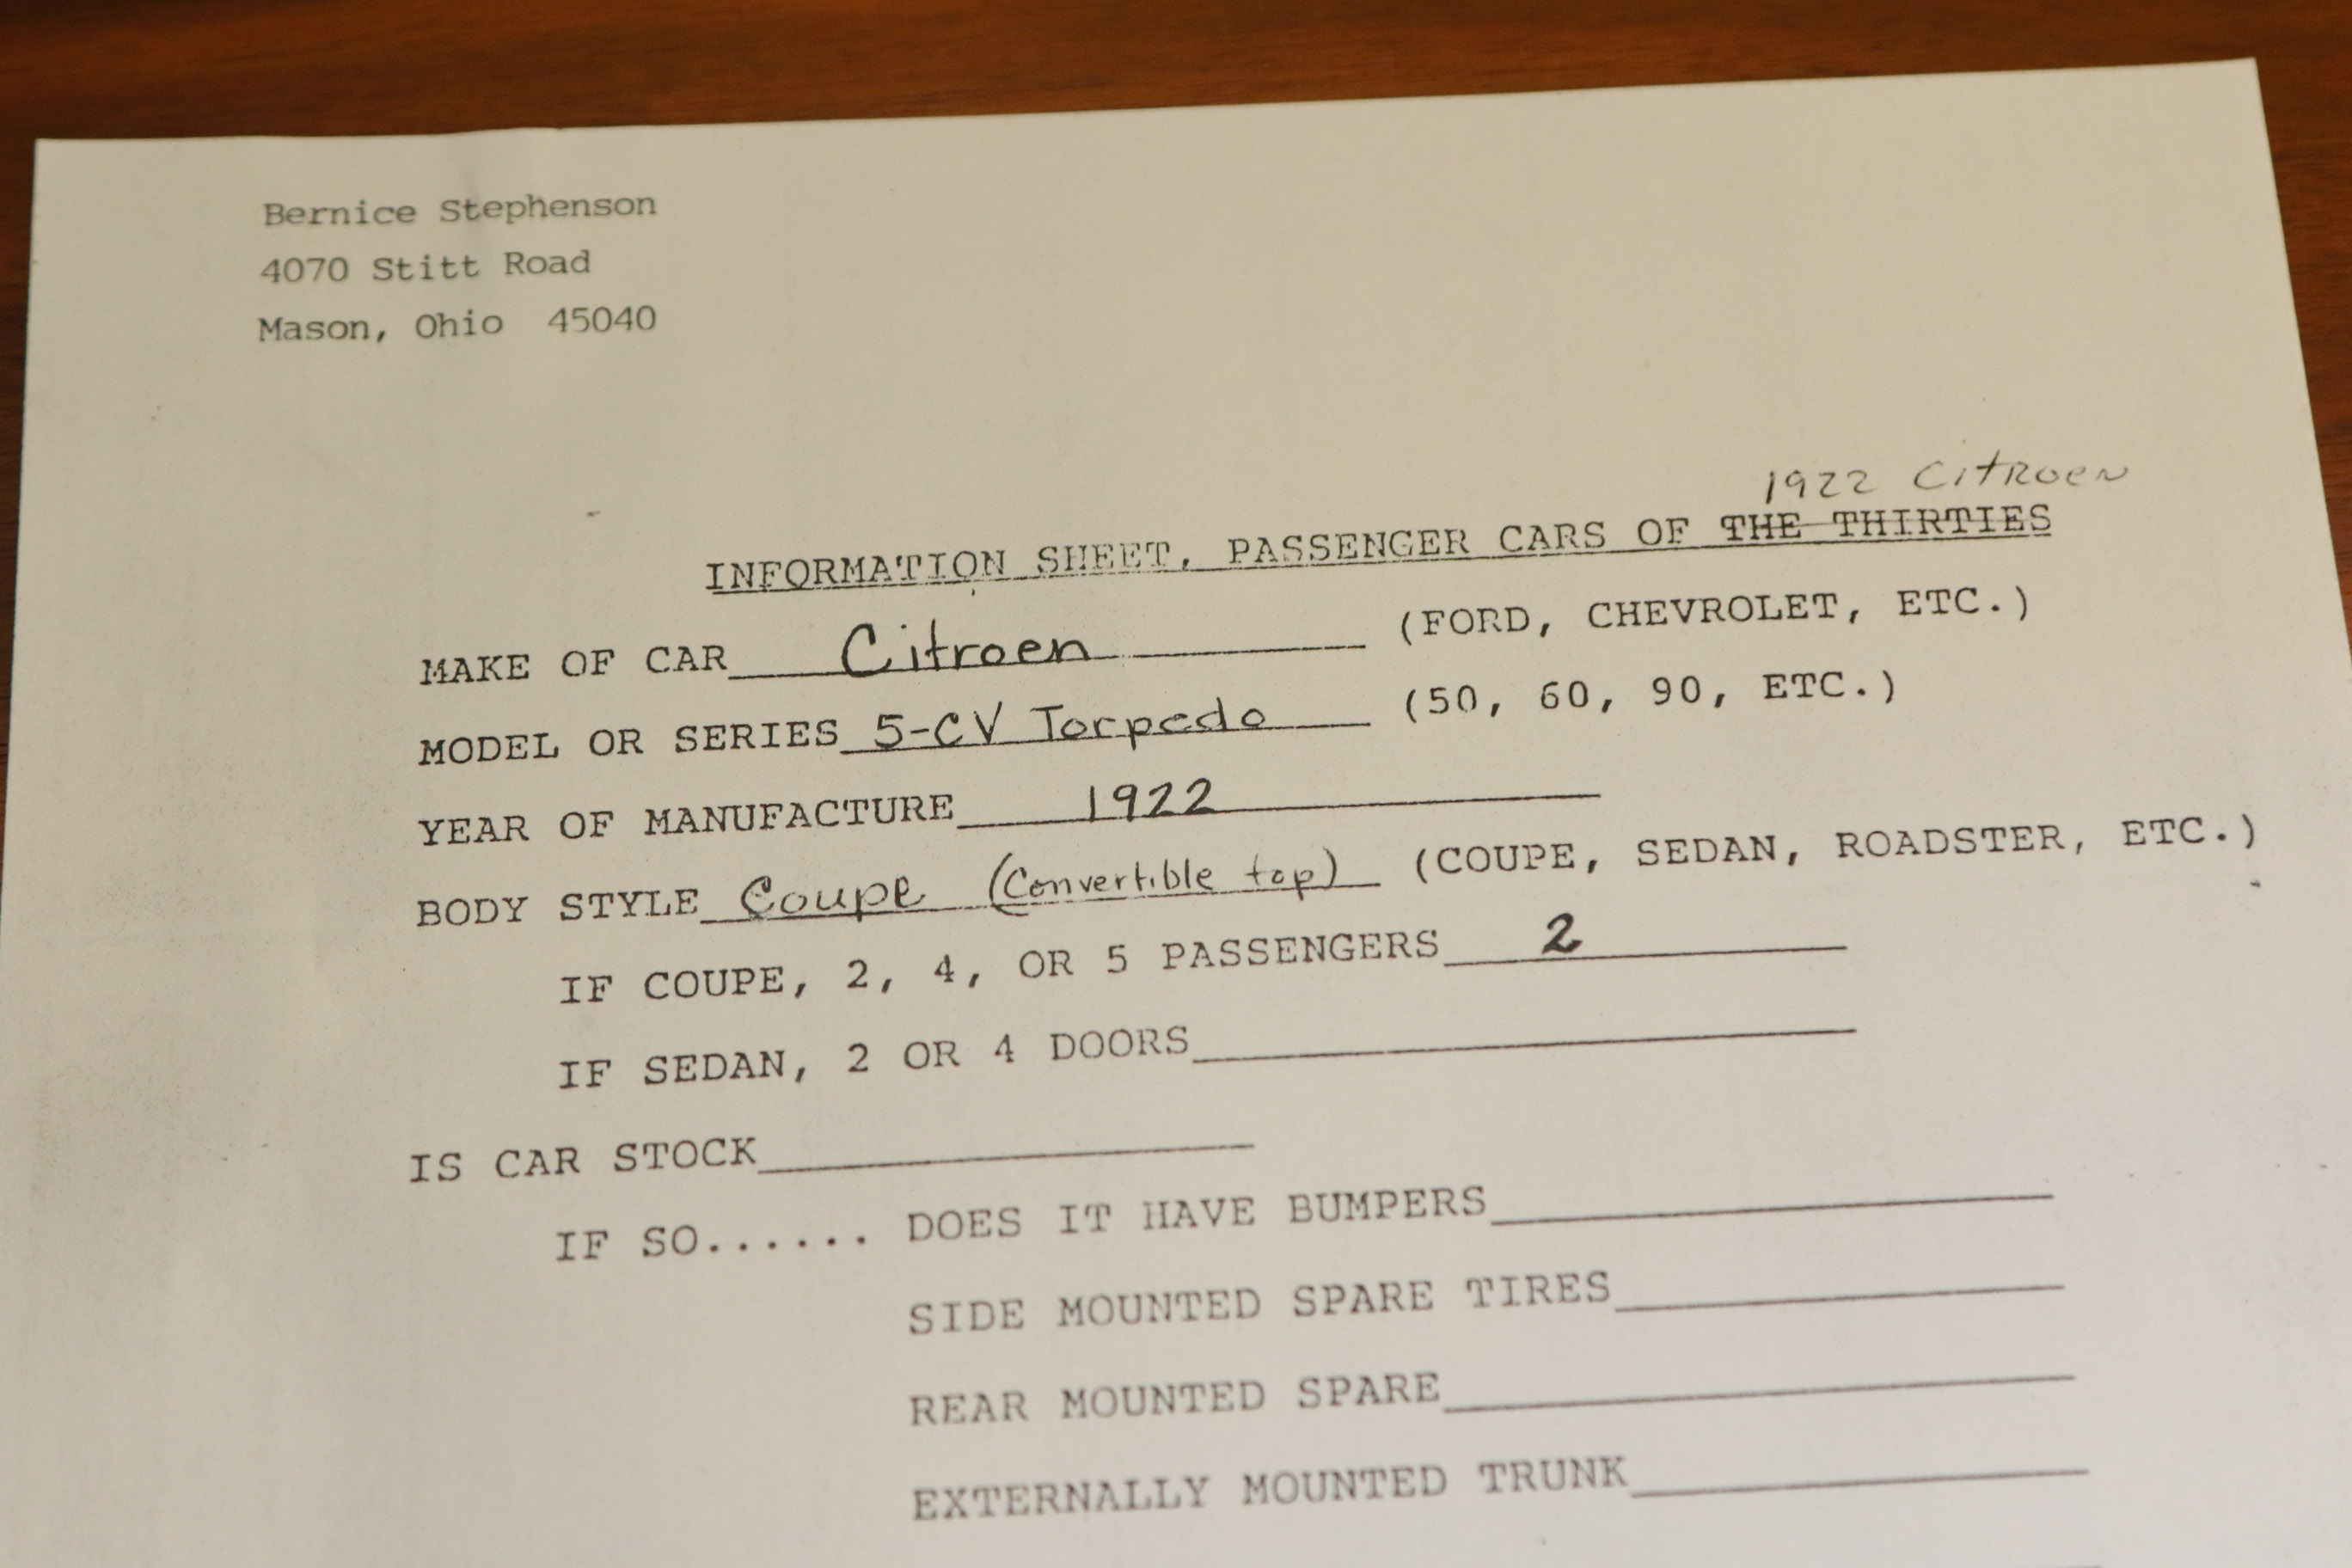 Bernice Stephenson
4070 Stitt Road
Mason, Ohio 45040
1922 Citroen
INFORMATION SHEET, PASSENGER CARS OF THE THIRTIES
MAKE OF CAR Citroen (FORD, CHEVROLET, ETC.)
MODEL OR SERIES 5-CV Torpedo (50, 60, 90, ETC.)
YEAR OF MANUFACTURE 1922
BODY STYLE Coupe (Convertible top) (COUPE, SEDAN, ROADSTER, ETC.)
IF COUPE, 2, 4, OR 5 PASSENGERS 2
IF SEDAN, 2 OR 4 DOORS
IS CAR STOCK
IF SO...... DOES IT HAVE BUMPERS
SIDE MOUNTED SPARE TIRES
REAR MOUNTED SPARE
EXTERNALLY MOUNTED TRUNK